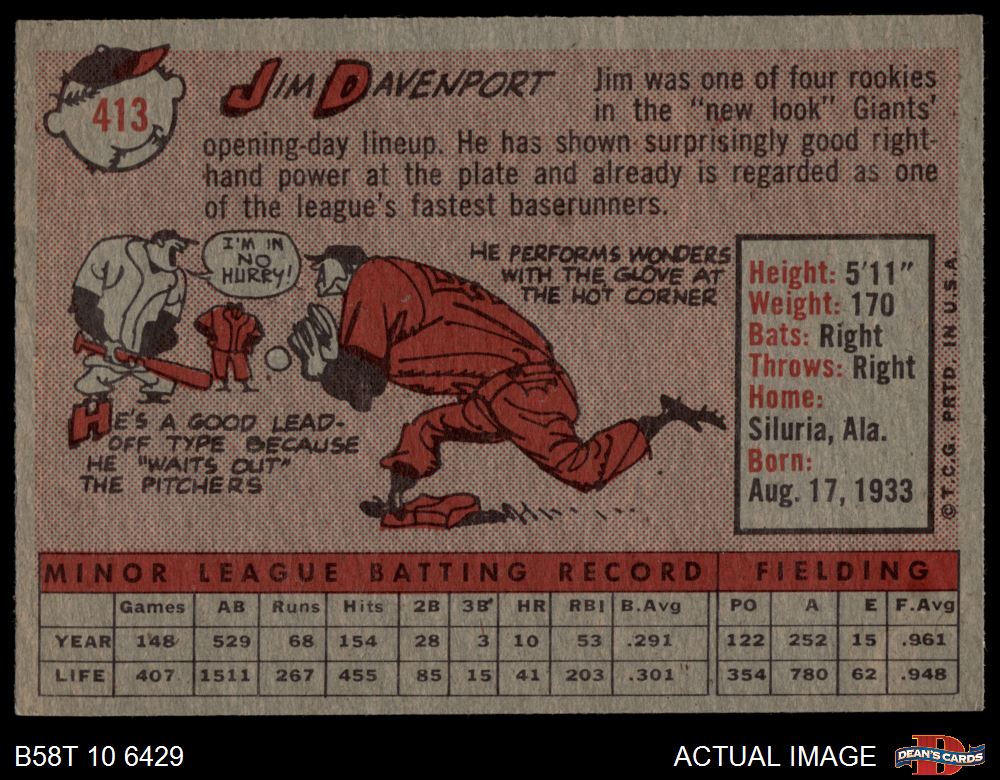 413
JIM DAVENPORT
Jim was one of four rookies
in the "new look" Giants'
opening-day lineup. He has shown surprisingly good right-
hand power at the plate and already is regarded as one
of the league's fastest baserunners.
I'M IN
NO
HURRY!
HE PERFORMS WONDERS
WITH THE GLOVE AT
THE HOT CORNER
HE'S A GOOD LEAD-
OFF TYPE BECAUSE
HE "WAITS OUT"
THE PITCHERS
Height: 5'11"
Weight: 170
Bats: Right
Throws: Right
Home:
Siluria, Ala.
Born:
Aug. 17, 1933
© T.C.G. PRTD. IN U.S.A.
MINOR LEAGUE BATTING RECORD FIELDING
Games AB Runs Hits 2B 3B HR RBI B.Avg PO A E F.Avg
YEAR 148 529 68 154 28 3 10 53 .291 122 252 15 .961
LIFE 407 1511 267 455 85 15 41 203 .301 354 780 62 .948
B58T 10 6429
ACTUAL IMAGE
D
DEAN'S CARDS